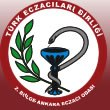 TÜRK ECZACILARI BİRLİĞİ
2. BÖLGE ANKARA ECZACI ODASI